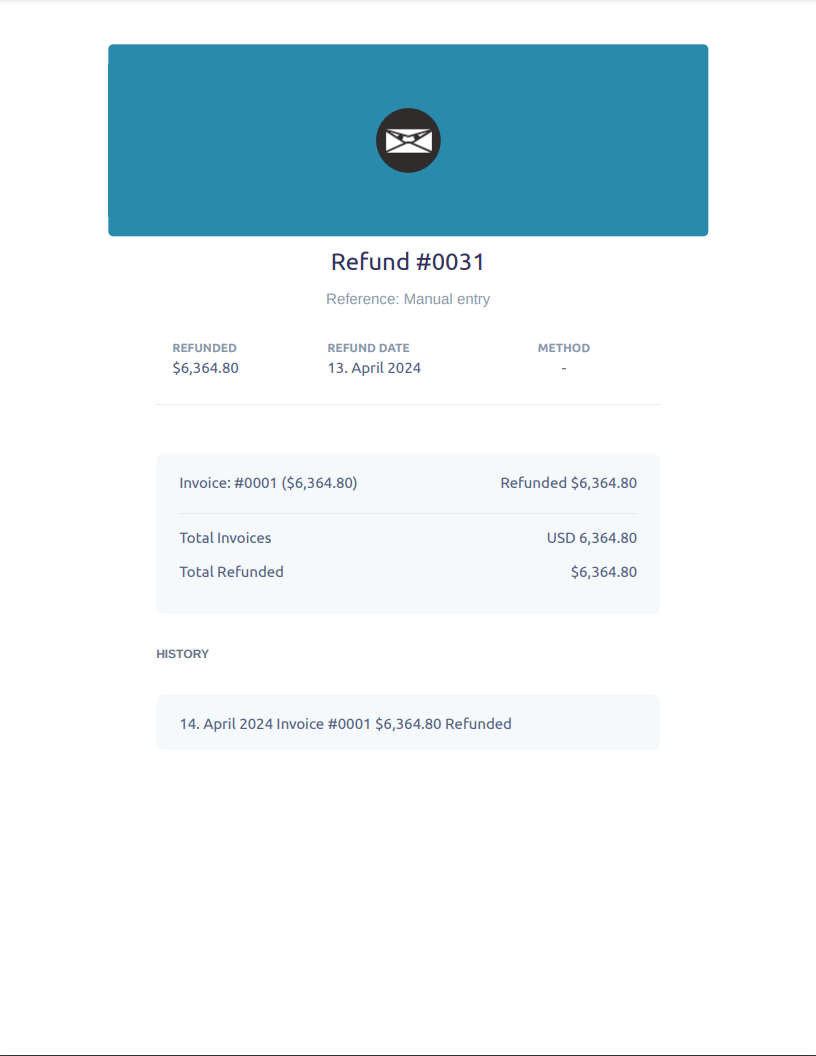 Refund #0031
Reference: Manual entry
REFUNDED REFUND DATE METHOD
$6,364.80 13. April 2024 -
Invoice: #0001 ($6,364.80) Refunded $6,364.80
Total Invoices USD 6,364.80
Total Refunded $6,364.80
HISTORY
14. April 2024 Invoice #0001 $6,364.80 Refunded